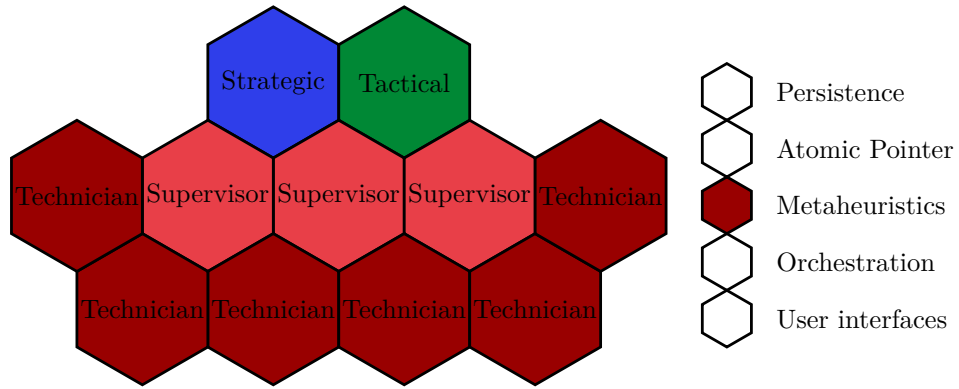 Strategic
Tactical
Technician
Supervisor
Supervisor
Supervisor
Technician
Technician
Technician
Technician
Technician
Persistence
Atomic Pointer
Metaheuristics
Orchestration
User interfaces